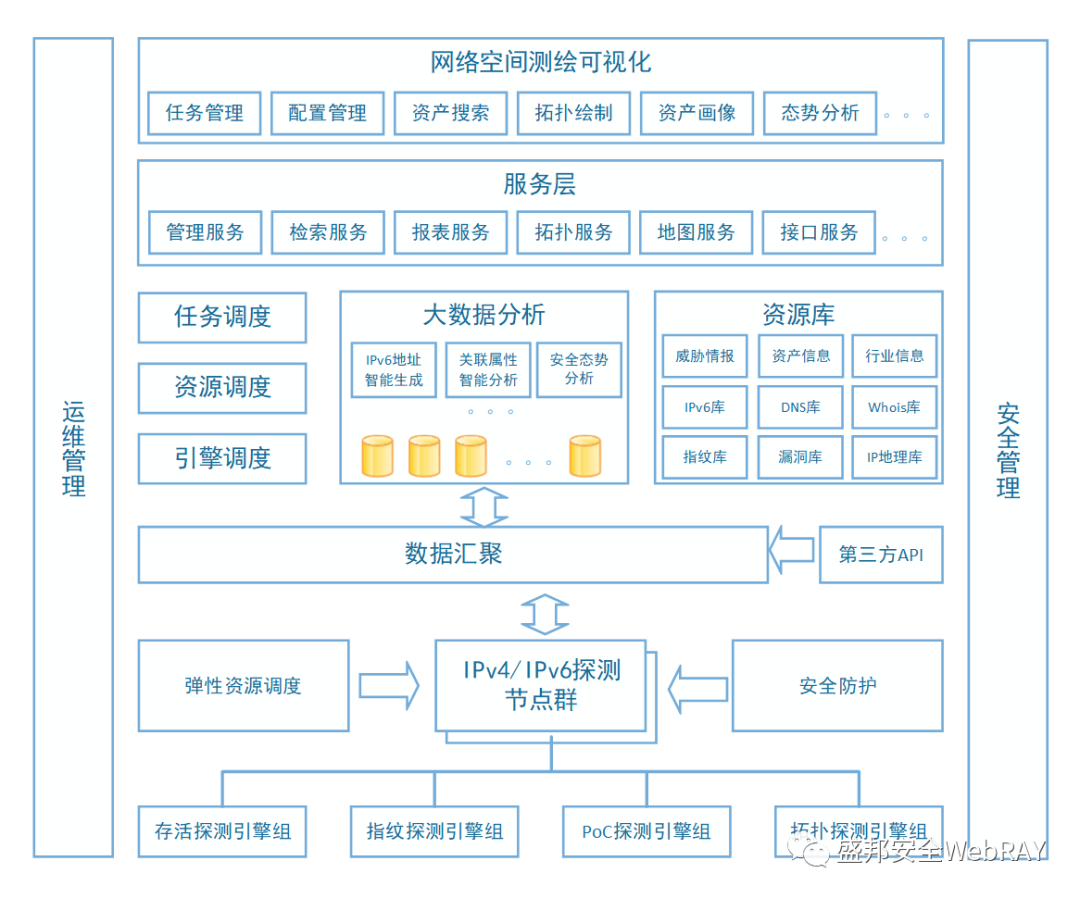 网络空间测绘可视化
任务管理
配置管理
资产搜索
拓扑绘制
资产画像
态势分析
。。。
服务层
管理服务
检索服务
报表服务
拓扑服务
地图服务
接口服务
。。。
运维管理
安全管理
任务调度
资源调度
引擎调度
大数据分析
IPv6地址
智能生成
关联属性
智能分析
安全态势
分析
。。。
。。。
资源库
威胁情报
资产信息
行业信息
IPv6库
DNS库
Whois库
指纹库
漏洞库
IP地理库
数据汇聚
第三方API
弹性资源调度
IPv4/IPv6探测
节点群
安全防护
存活探测引擎组
指纹探测引擎组
PoC探测引擎组
拓扑探测引擎组
盛邦安全WebRAY